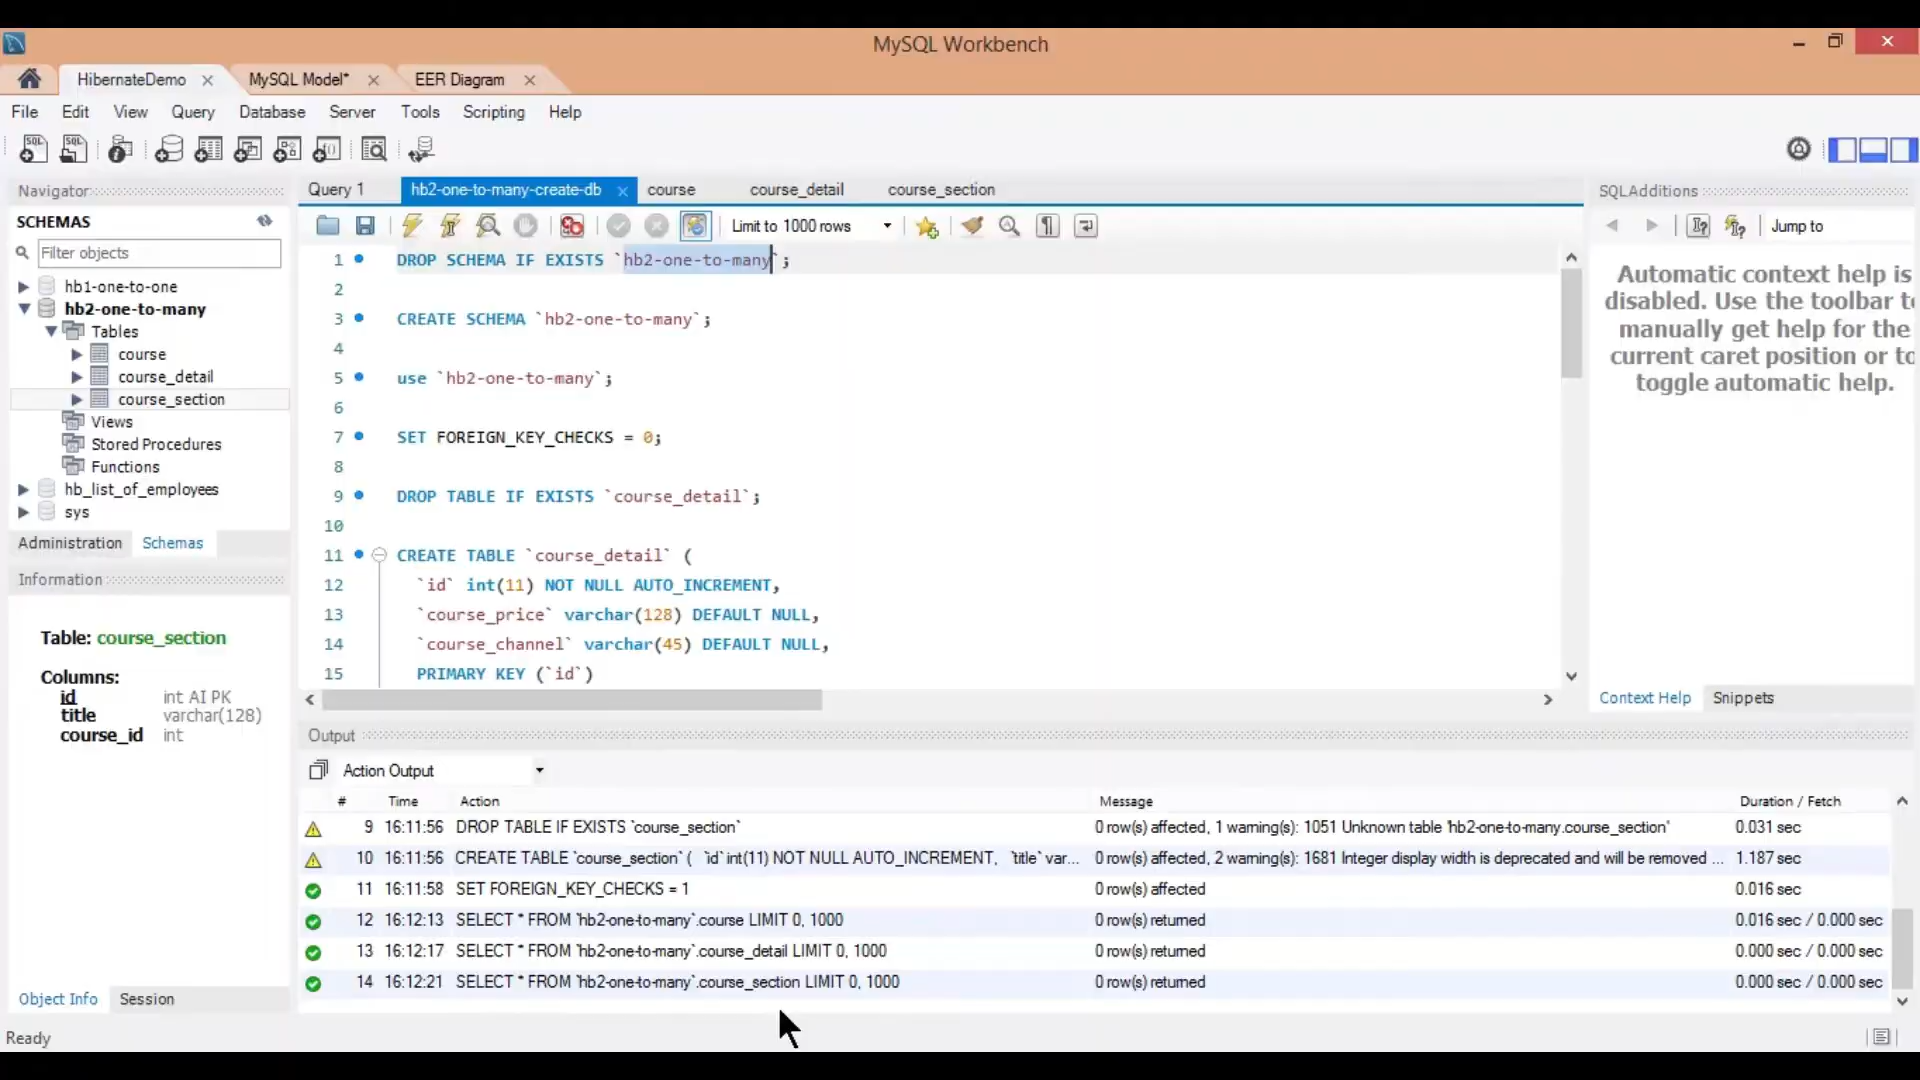 MySQL Workbench
HibernateDemo
MySQL Model*
EER Diagram
File Edit View Query Database Server Tools Scripting Help
Navigator
SCHEMAS
Filter objects
hb1-one-to-one
hb2-one-to-many
Tables
course
course_detail
course_section
Views
Stored Procedures
Functions
hb_list_of_employees
sys
Administration Schemas
Information
Table: course_section
Columns:
id int AI PK
title varchar(128)
course_id int
Object Info Session
Query 1 hb2-one-to-many-create-db course course_detail course_section
Limit to 1000 rows
1 DROP SCHEMA IF EXISTS `hb2-one-to-many`;
2
3 CREATE SCHEMA `hb2-one-to-many`;
4
5 use `hb2-one-to-many`;
6
7 SET FOREIGN_KEY_CHECKS = 0;
8
9 DROP TABLE IF EXISTS `course_detail`;
10
11 CREATE TABLE `course_detail` (
12 `id` int(11) NOT NULL AUTO_INCREMENT,
13 `course_price` varchar(128) DEFAULT NULL,
14 `course_channel` varchar(45) DEFAULT NULL,
15 PRIMARY KEY (`id`)
SQLAdditions
Jump to
Automatic context help is
disabled. Use the toolbar to
manually get help for the
current caret position or to
toggle automatic help.
Context Help Snippets
Output
Action Output
# Time Action Message Duration / Fetch
9 16:11:56 DROP TABLE IF EXISTS `course_section` 0 row(s) affected, 1 warning(s): 1051 Unknown table 'hb2-one-to-many.course_section' 0.031 sec
10 16:11:56 CREATE TABLE `course_section` ( `id` int(11) NOT NULL AUTO_INCREMENT, `title` var... 0 row(s) affected, 2 warning(s): 1681 Integer display width is deprecated and will be removed ... 1.187 sec
11 16:11:58 SET FOREIGN_KEY_CHECKS = 1 0 row(s) affected 0.016 sec
12 16:12:13 SELECT * FROM `hb2-one-to-many`.course LIMIT 0, 1000 0 row(s) returned 0.016 sec / 0.000 sec
13 16:12:17 SELECT * FROM `hb2-one-to-many`.course_detail LIMIT 0, 1000 0 row(s) returned 0.000 sec / 0.000 sec
14 16:12:21 SELECT * FROM `hb2-one-to-many`.course_section LIMIT 0, 1000 0 row(s) returned 0.000 sec / 0.000 sec
Ready